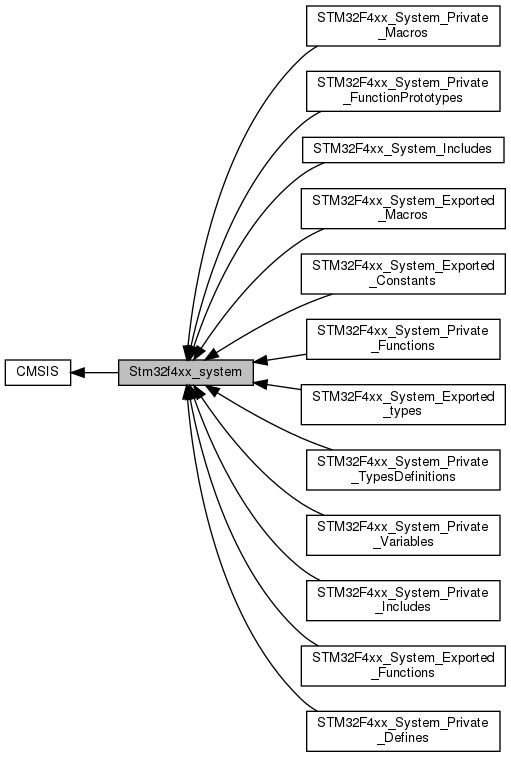 STM32F4xx_System_Private
_Macros
STM32F4xx_System_Private
_FunctionPrototypes
STM32F4xx_System_Includes
STM32F4xx_System_Exported
_Macros
STM32F4xx_System_Exported
_Constants
STM32F4xx_System_Private
_Functions
CMSIS
Stm32f4xx_system
STM32F4xx_System_Exported
_types
STM32F4xx_System_Private
_TypesDefinitions
STM32F4xx_System_Private
_Variables
STM32F4xx_System_Private
_Includes
STM32F4xx_System_Exported
_Functions
STM32F4xx_System_Private
_Defines